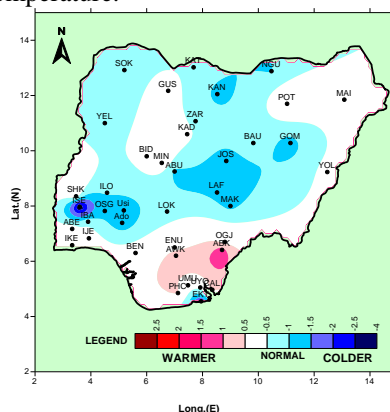 temperature.
14
12
10
8
6
4
2
Lat.(N)
N
SOK
KAT
NGU
GUS
KAN
MAI
POT
YEL
ZAR
KAD
BAU
GOM
BID
MIN
ABU
JOS
YOL
SHK
ILO
LAF
ISE
OSG
Usi
LOK
MAK
IBA
Ado
ABE
IKE
IJE
BEN
ENU
AWK
OGJ
ABK
UMU
UYO
CAL
PHC
EKT
2.5
2
1.5
1
0.5
-0.5
-1
-1.5
-2
-2.5
-4
LEGEND
WARMER
NORMAL
COLDER
2
4
6
8
10
12
14
Long.(E)